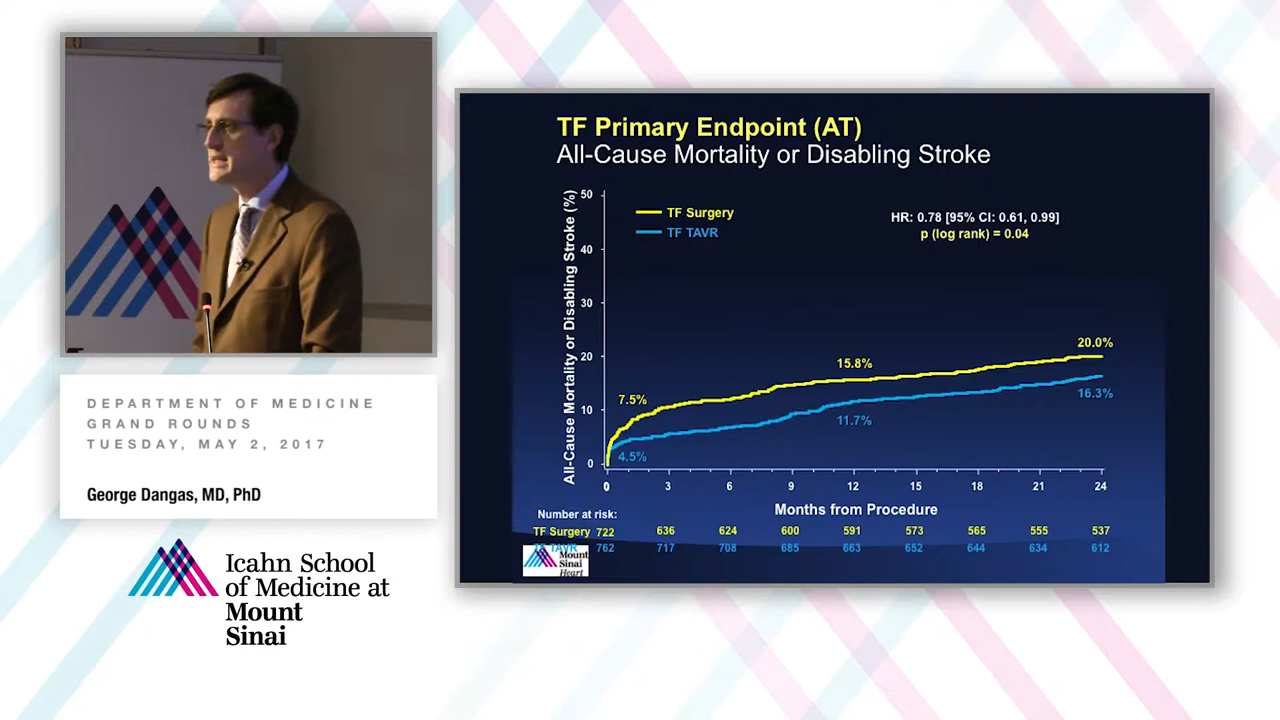 TF Primary Endpoint (AT)
All-Cause Mortality or Disabling Stroke
All-Cause Mortality or Disabling Stroke (%)
50
40
30
20
10
0
TF Surgery
TF TAVR
HR: 0.78 [95% CI: 0.61, 0.99]
p (log rank) = 0.04
7.5%
15.8%
20.0%
4.5%
11.7%
16.3%
0 3 6 9 12 15 18 21 24
Months from Procedure
Number at risk:
TF Surgery 722 636 624 600 591 573 565 555 537
TF TAVR 762 717 708 685 663 652 644 634 612
Mount
Sinai
Heart
DEPARTMENT OF MEDICINE
GRAND ROUNDS
TUESDAY, MAY 2, 2017
George Dangas, MD, PhD
Icahn School
of Medicine at
Mount
Sinai